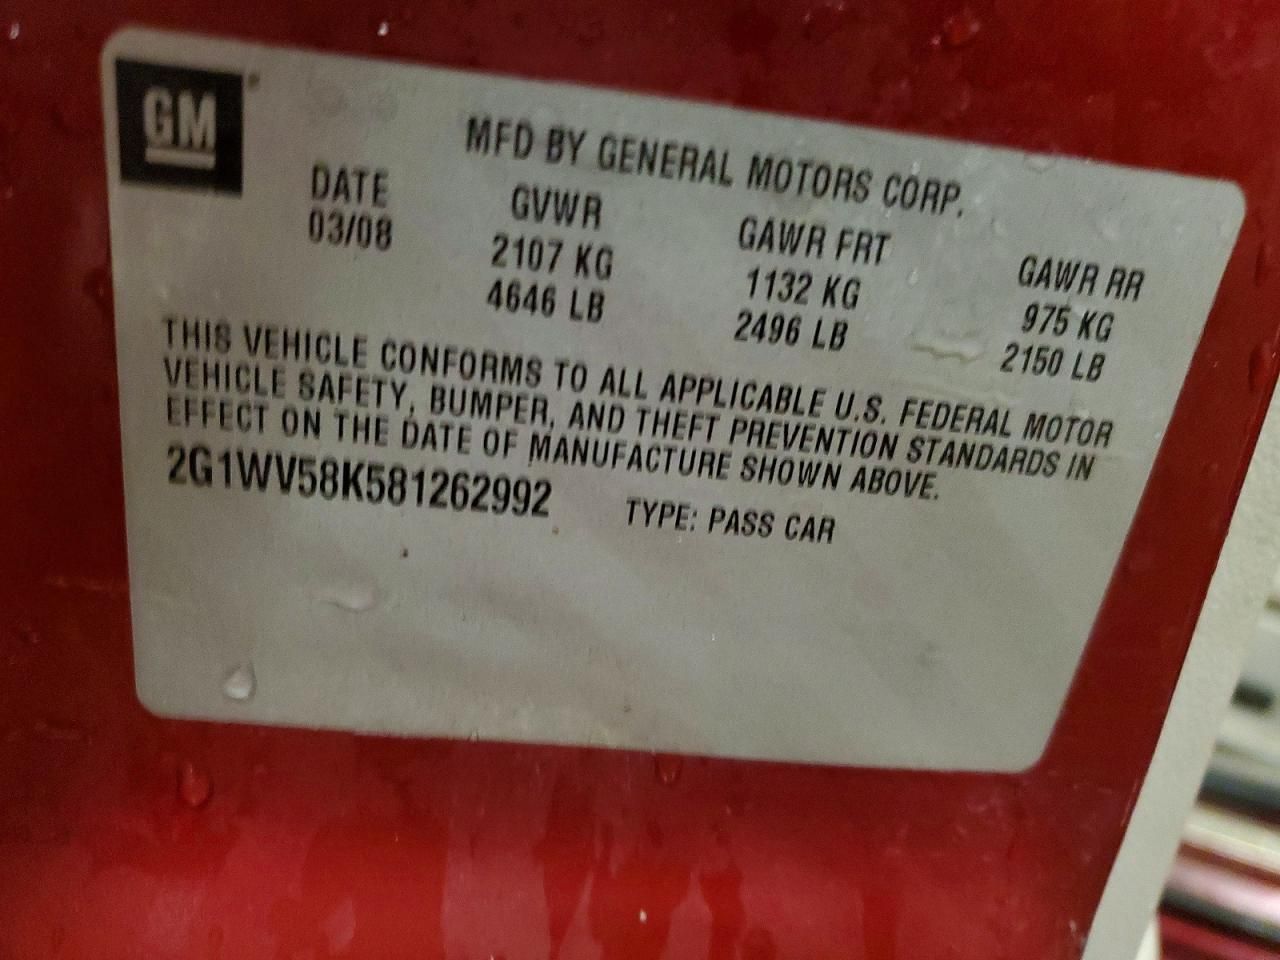 GM
MFD BY GENERAL MOTORS CORP.
DATE GVWR GAWR FRT GAWR RR
03/08 2107 KG 1132 KG 975 KG
4646 LB 2496 LB 2150 LB
THIS VEHICLE CONFORMS TO ALL APPLICABLE U.S. FEDERAL MOTOR
VEHICLE SAFETY, BUMPER, AND THEFT PREVENTION STANDARDS IN
EFFECT ON THE DATE OF MANUFACTURE SHOWN ABOVE.
2G1WV58K581262992 TYPE: PASS CAR